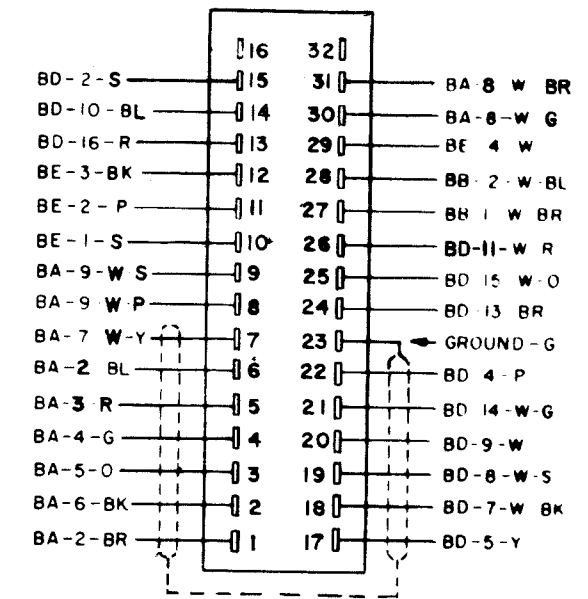 16 32
BD-2-S 15 31 BA-8 W BR
BD-10-BL 14 30 BA-8-W G
BD-16-R 13 29 BE 4 W
BE-3-BK 12 28 BB-2-W-BL
BE-2-P 11 27 BB 1 W BR
BE-1-S 10 26 BD-11-W R
BA-9-W S 9 25 BD 15 W-O
BA-9 W-P 8 24 BD-13 BR
BA-7 W-Y 7 23 GROUND-G
BA-2 BL 6 22 BD 4-P
BA-3 R 5 21 BD 14-W-G
BA-4-G 4 20 BD-9-W
BA-5-O 3 19 BD-8-W-S
BA-6-BK 2 18 BD-7-W BK
BA-2-BR 1 17 BD-5-Y